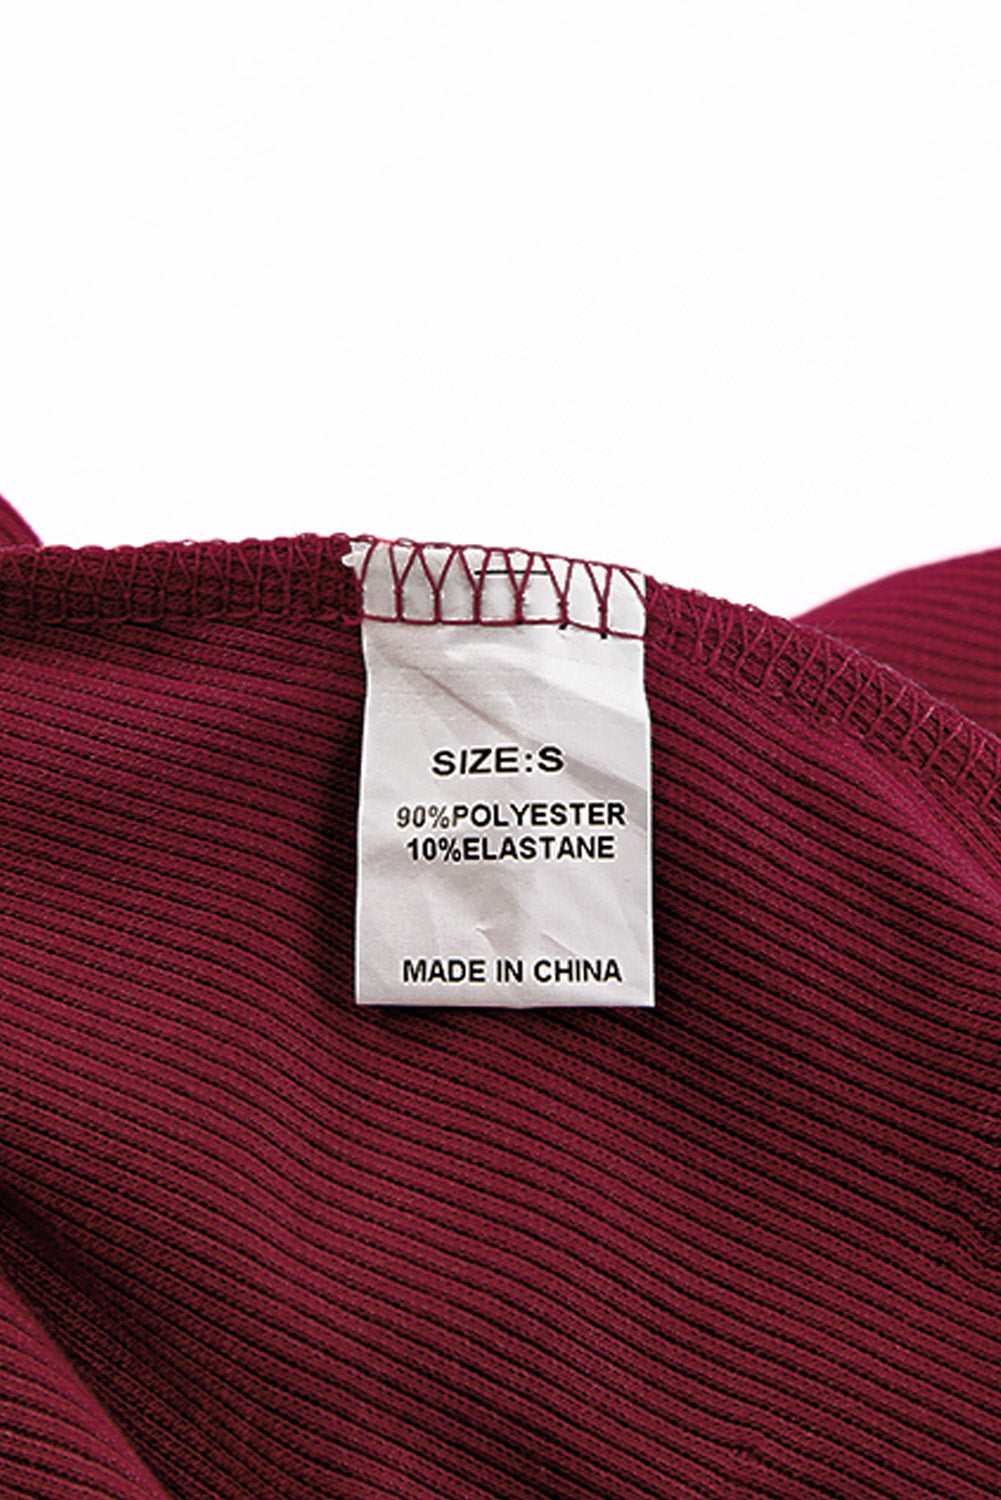 SIZE:S
90%POLYESTER
10%ELASTANE
MADE IN CHINA